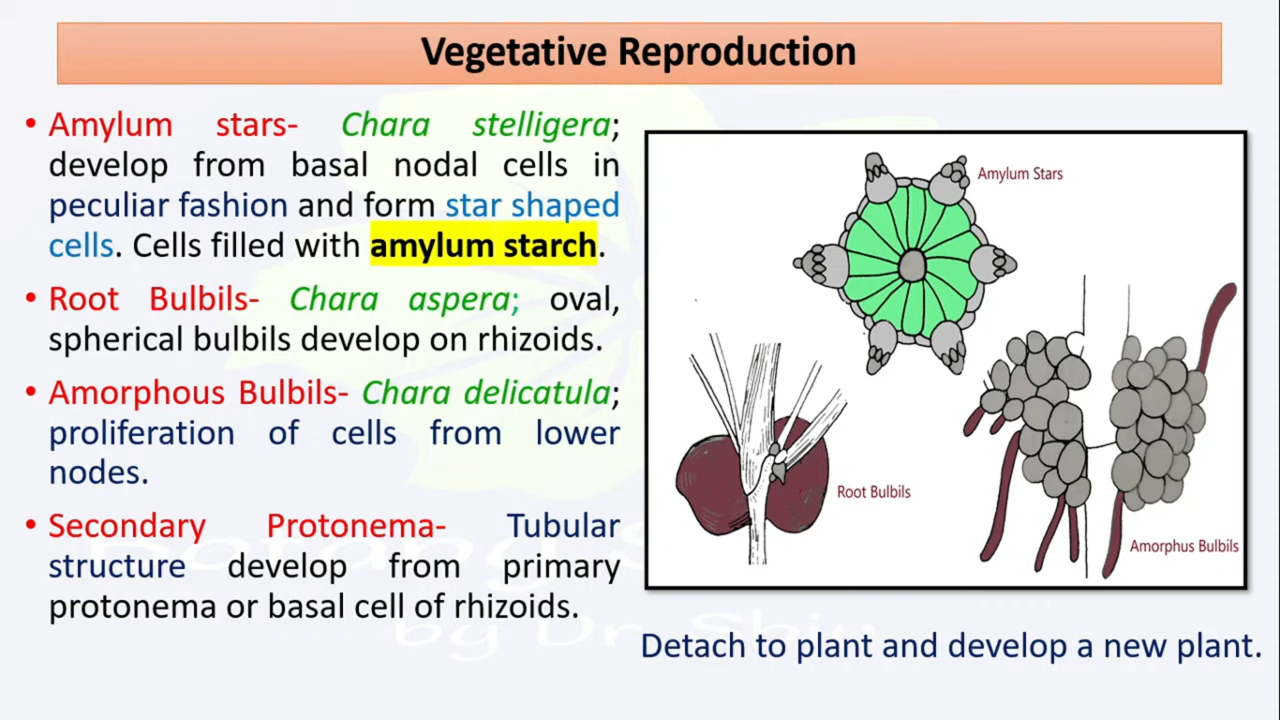 Vegetative Reproduction
• Amylum stars- Chara stelligera;
develop from basal nodal cells in
peculiar fashion and form star shaped
cells. Cells filled with amylum starch.
• Root Bulbils- Chara aspera; oval,
spherical bulbils develop on rhizoids.
• Amorphous Bulbils- Chara delicatula;
proliferation of cells from lower
nodes.
• Secondary Protonema- Tubular
structure develop from primary
protonema or basal cell of rhizoids.
Amylum Stars
Root Bulbils
Amorphus Bulbils
Detach to plant and develop a new plant.